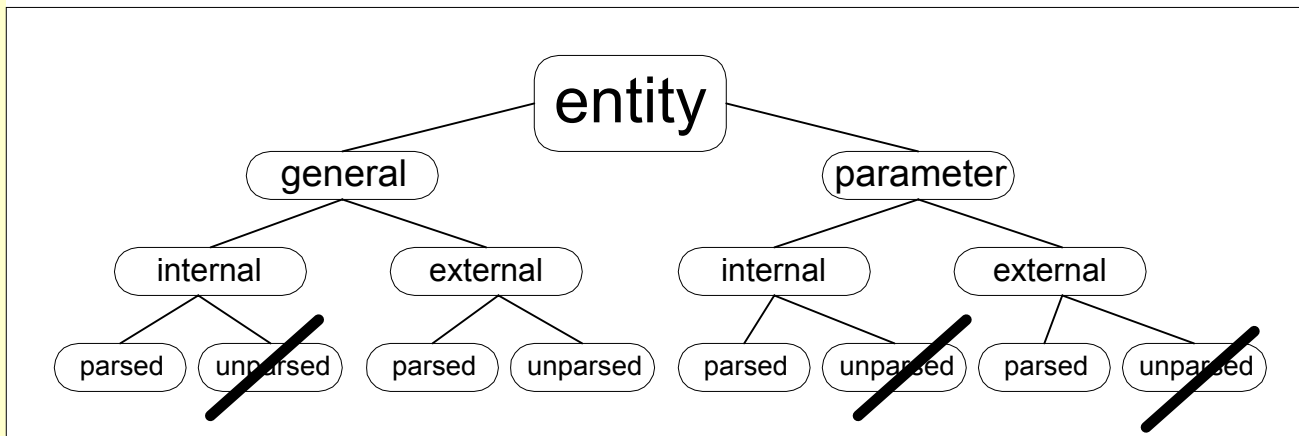 entity
general parameter
internal external internal external
parsed unparsed parsed unparsed parsed unparsed parsed unparsed